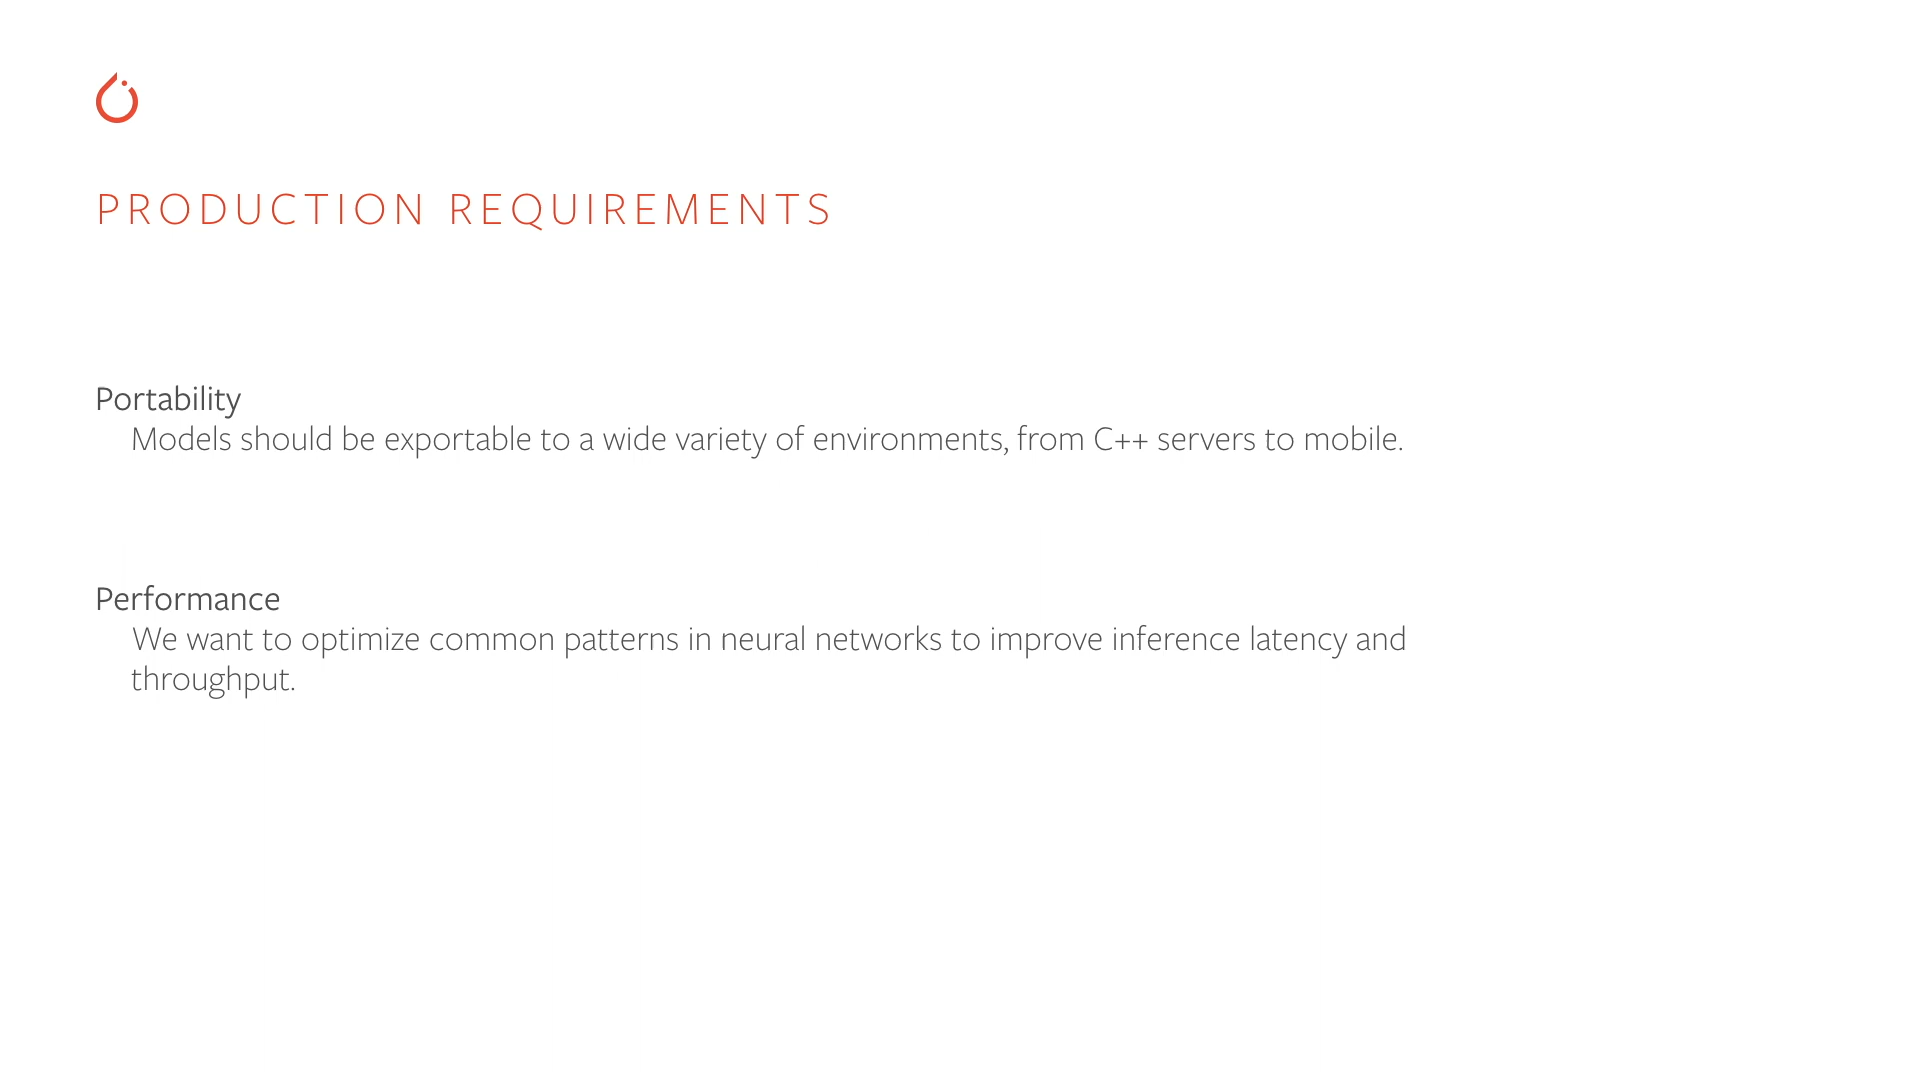 PRODUCTION REQUIREMENTS
Portability
Models should be exportable to a wide variety of environments, from C++ servers to mobile.
Performance
We want to optimize common patterns in neural networks to improve inference latency and
throughput.